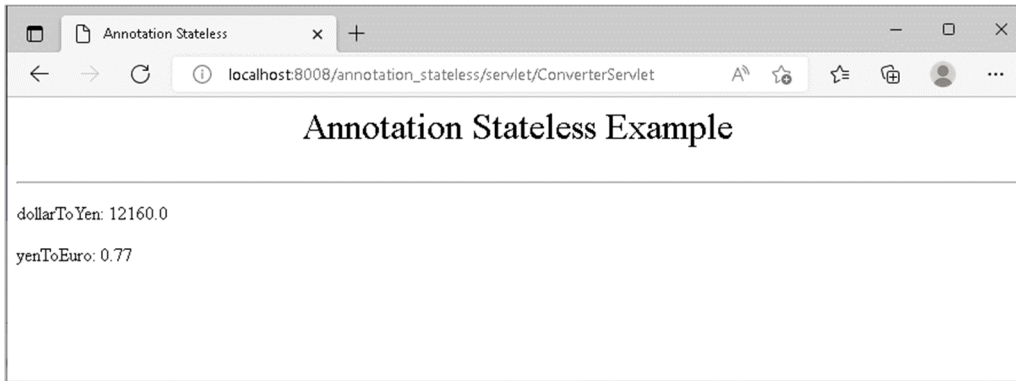 Annotation Stateless
localhost:8008/annotation_stateless/servlet/ConverterServlet
Annotation Stateless Example
dollarToYen: 12160.0
yenToEuro: 0.77